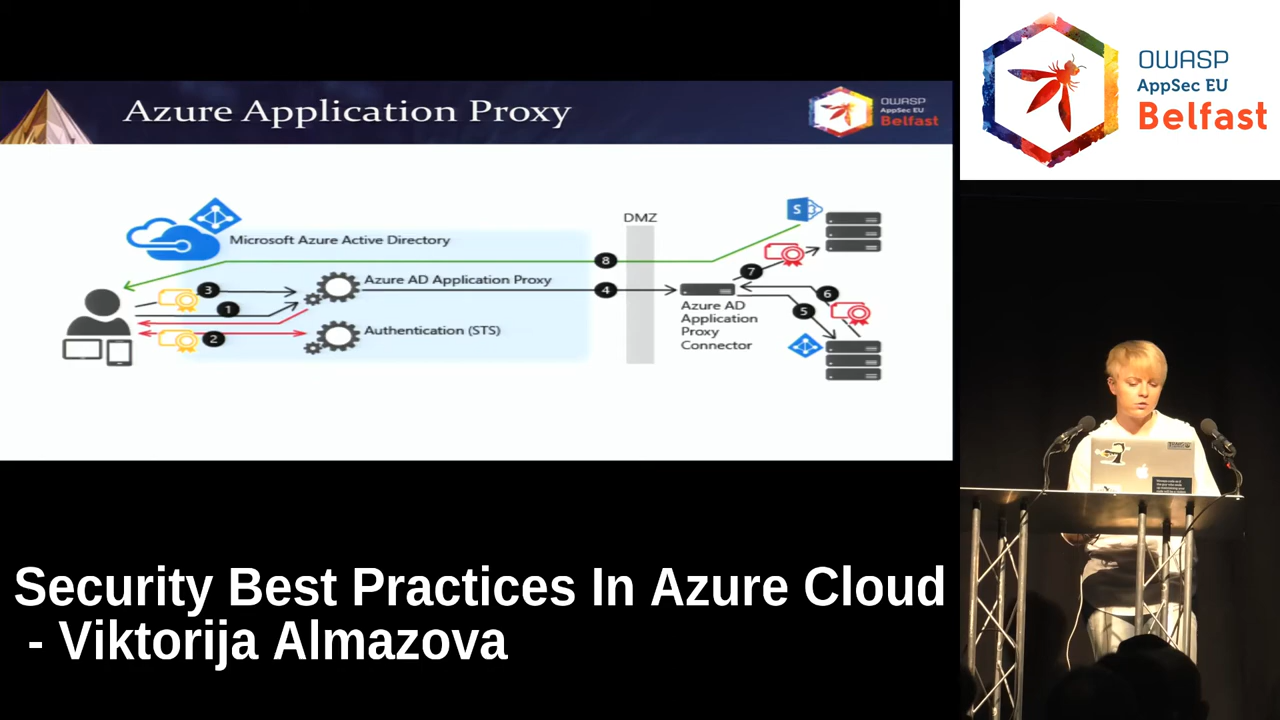 Azure Application Proxy
OWASP
AppSec EU
Belfast
OWASP
AppSec EU
Belfast
DMZ
S
Microsoft Azure Active Directory
8
7
Azure AD Application Proxy
3
4
6
1
5
Azure AD
Application
Proxy
Connector
Authentication (STS)
2
Security Best Practices In Azure Cloud
- Viktorija Almazova